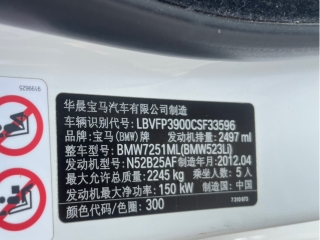 9199825
华晨宝马汽车有限公司制造
车辆识别代号: LBVFP3900CSF33596
品牌: 宝马(BMW)牌 发动机排量: 2497 ml
整车型号: BMW7251ML(BMW523Li)
发动机型号: N52B25AF 制造年月: 2012.04
最大允许总质量: 2245 kg 乘坐人数: 5 人
发动机最大净功率: 150 kW 制造国: 中国
颜色代码/色圈: 300